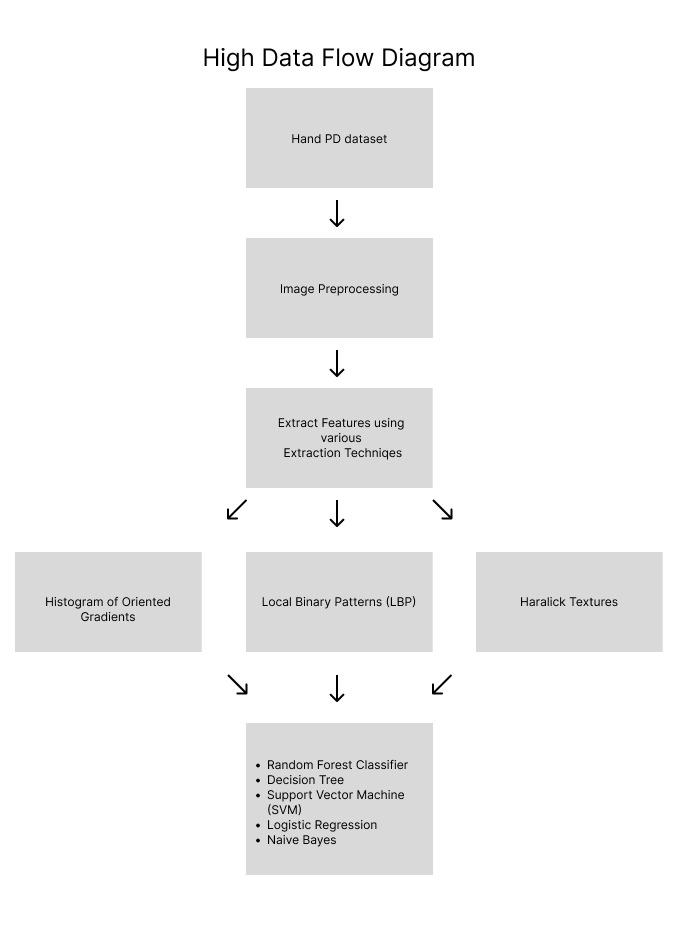 High Data Flow Diagram
Hand PD dataset
Image Preprocessing
Extract Features using
various
Extraction Techniqes
Histogram of Oriented
Gradients
Local Binary Patterns (LBP)
Haralick Textures
• Random Forest Classifier
• Decision Tree
• Support Vector Machine
(SVM)
• Logistic Regression
• Naive Bayes